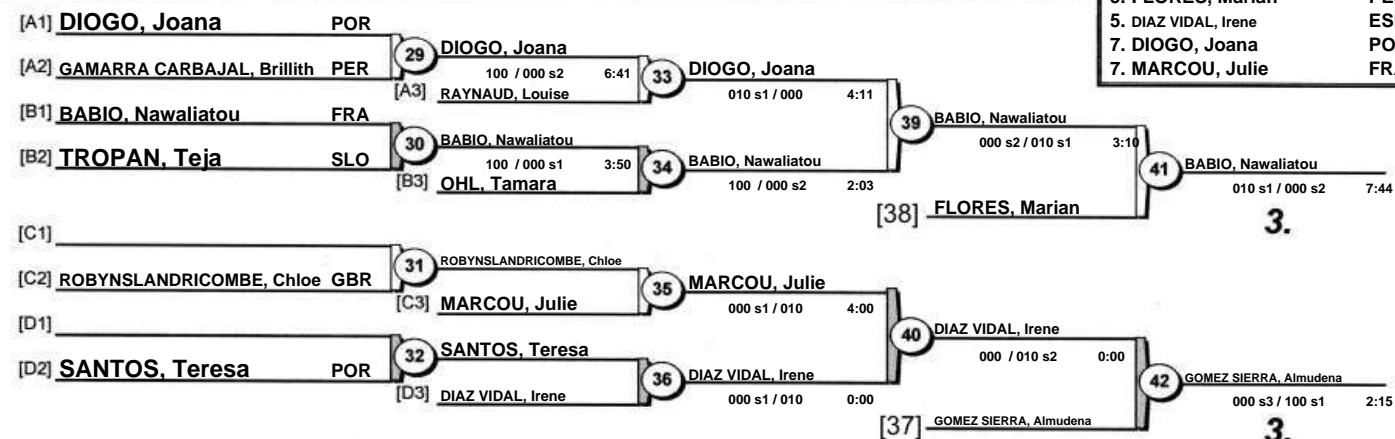 5. DIAZ VIDAL, Irene
7. DIOGO, Joana
7. MARCOU, Julie
[A1] DIOGO, Joana POR
[A2] GAMARRA CARBAJAL, Brillith PER
29
DIOGO, Joana
100 / 000 s2 6:41
[A3] RAYNAUD, Louise
33
DIOGO, Joana
010 s1 / 000 4:11
[B1] BABIO, Nawaliatou FRA
[B2] TROPAN, Teja SLO
30
BABIO, Nawaliatou
100 / 000 s1 3:50
[B3] OHL, Tamara
34
BABIO, Nawaliatou
100 / 000 s2 2:03
39
BABIO, Nawaliatou
000 s2 / 010 s1 3:10
[38] FLORES, Marian
41
BABIO, Nawaliatou
010 s1 / 000 s2 7:44
3.
[C1]
[C2] ROBYNSLANDRICOMBE, Chloe GBR
31
ROBYNSLANDRICOMBE, Chloe
[C3] MARCOU, Julie
35
MARCOU, Julie
000 s1 / 010 4:00
[D1]
[D2] SANTOS, Teresa POR
32
SANTOS, Teresa
[D3] DIAZ VIDAL, Irene
36
DIAZ VIDAL, Irene
000 s1 / 010 0:00
40
DIAZ VIDAL, Irene
000 / 010 s2 0:00
[37] GOMEZ SIERRA, Almudena
42
GOMEZ SIERRA, Almudena
000 s3 / 100 s1 2:15
3.